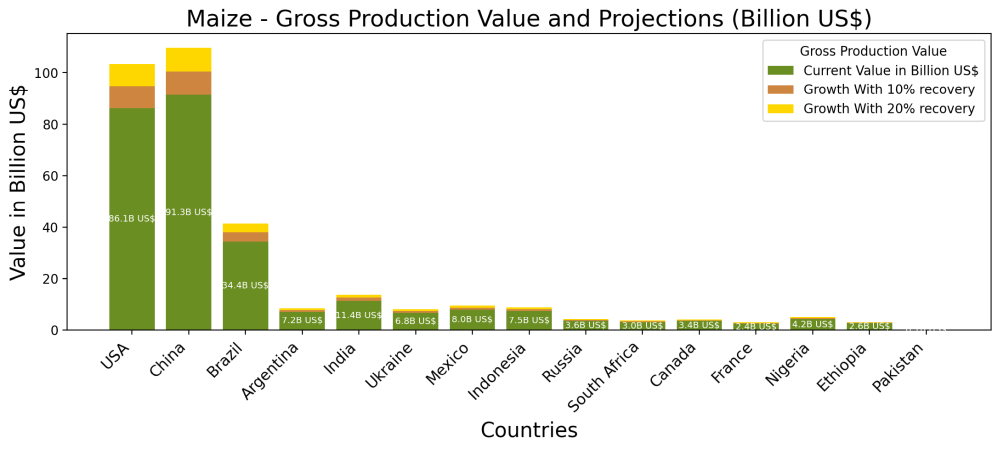 Maize - Gross Production Value and Projections (Billion US$)
Gross Production Value
Current Value in Billion US$
Growth With 10% recovery
Growth With 20% recovery
Value in Billion US$
100
80
60
40
20
0
86.1B US$
91.3B US$
34.4B US$
7.2B US$
11.4B US$
6.8B US$
8.0B US$
7.5B US$
3.6B US$
3.0B US$
3.4B US$
2.4B US$
4.2B US$
2.6B US$
USA
China
Brazil
Argentina
India
Ukraine
Mexico
Indonesia
Russia
South Africa
Canada
France
Nigeria
Ethiopia
Pakistan
Countries